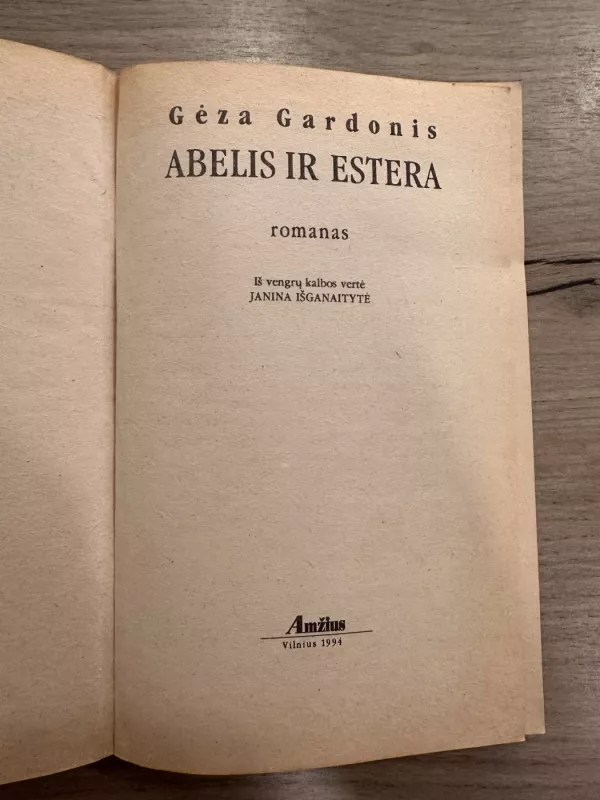 Gėza Gardonis
ABELIS IR ESTERA
romanas
Iš vengrų kalbos vertė
JANINA IŠGANAITYTĖ
Amžius
Vilnius 1994